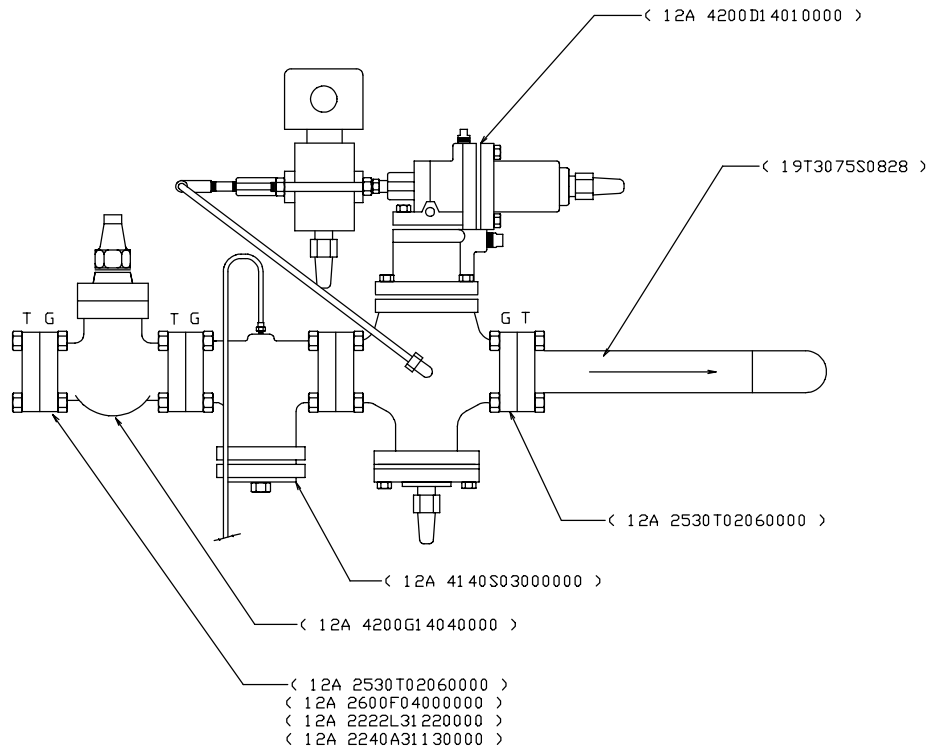 ( 12A 4200D14010000 )
( 19T3075S0828 )
T G
T G
G T
( 12A 2530T02060000 )
( 12A 4140S03000000 )
( 12A 4200G14040000 )
( 12A 2530T02060000 )
( 12A 2600F04000000 )
( 12A 2222L31220000 )
( 12A 2240A31130000 )